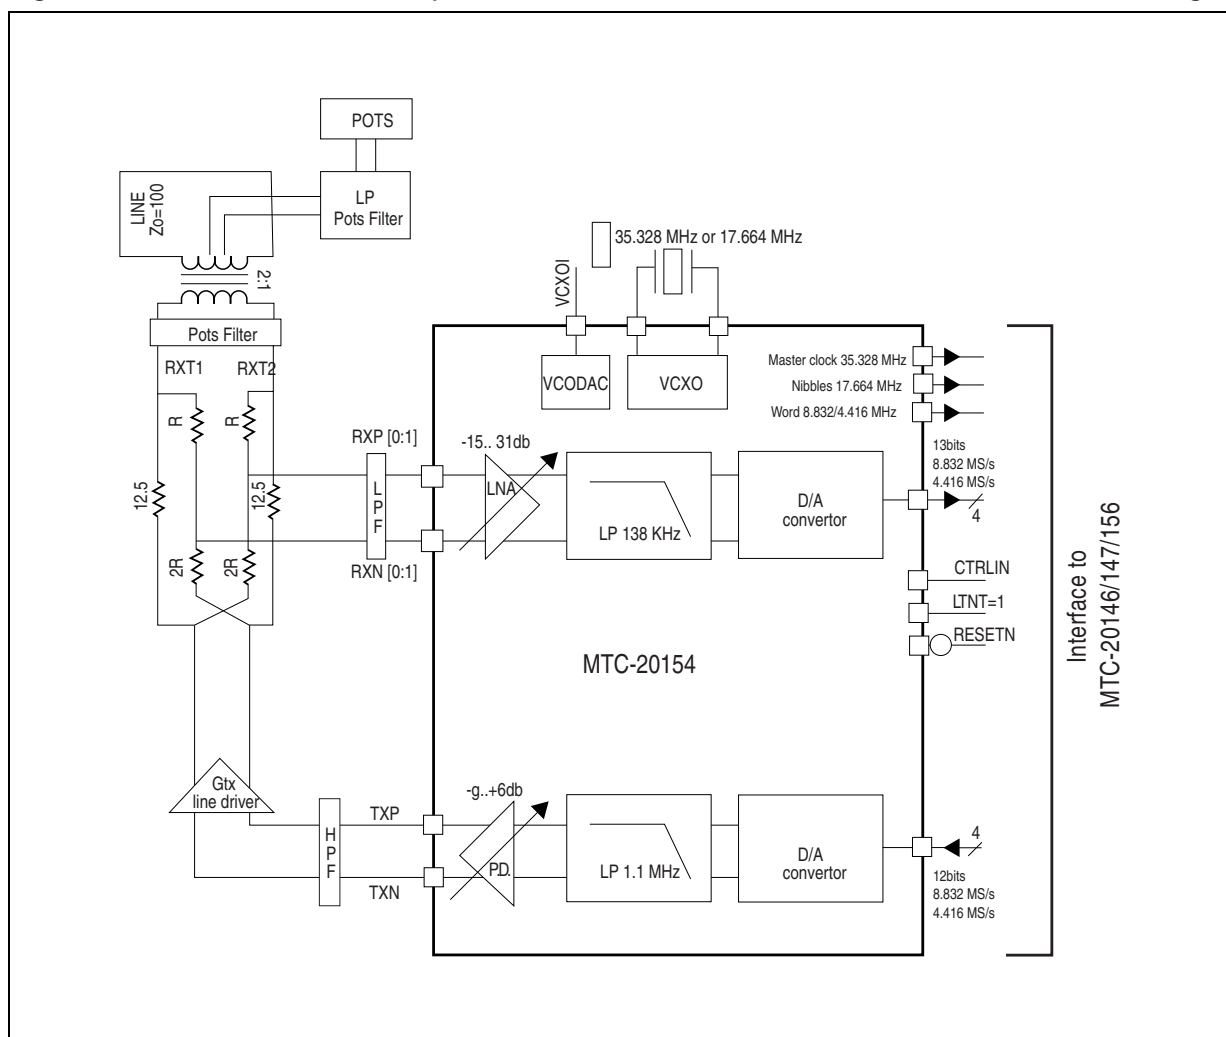 POTS
LINE
Zo=100
LP
Pots Filter
2:1
35.328 MHz or 17.664 MHz
VCXOI
Pots Filter
RXT1
RXT2
VCODAC
VCXO
Master clock 35.328 MHz
Nibbles 17.664 MHz
Word 8.832/4.416 MHz
R
R
RXP [0:1]
-15.. 31db
13bits
8.832 MS/s
4.416 MS/s
12.5
12.5
LPF
LNA
LP 138 KHz
D/A
convertor
4
2R
2R
RXN [0:1]
CTRLIN
LTNT=1
RESETN
Interface to
MTC-20146/147/156
MTC-20154
Gtx
line driver
-g..+6db
TXP
HPF
P.D.
LP 1.1 MHz
D/A
convertor
4
TXN
12bits
8.832 MS/s
4.416 MS/s